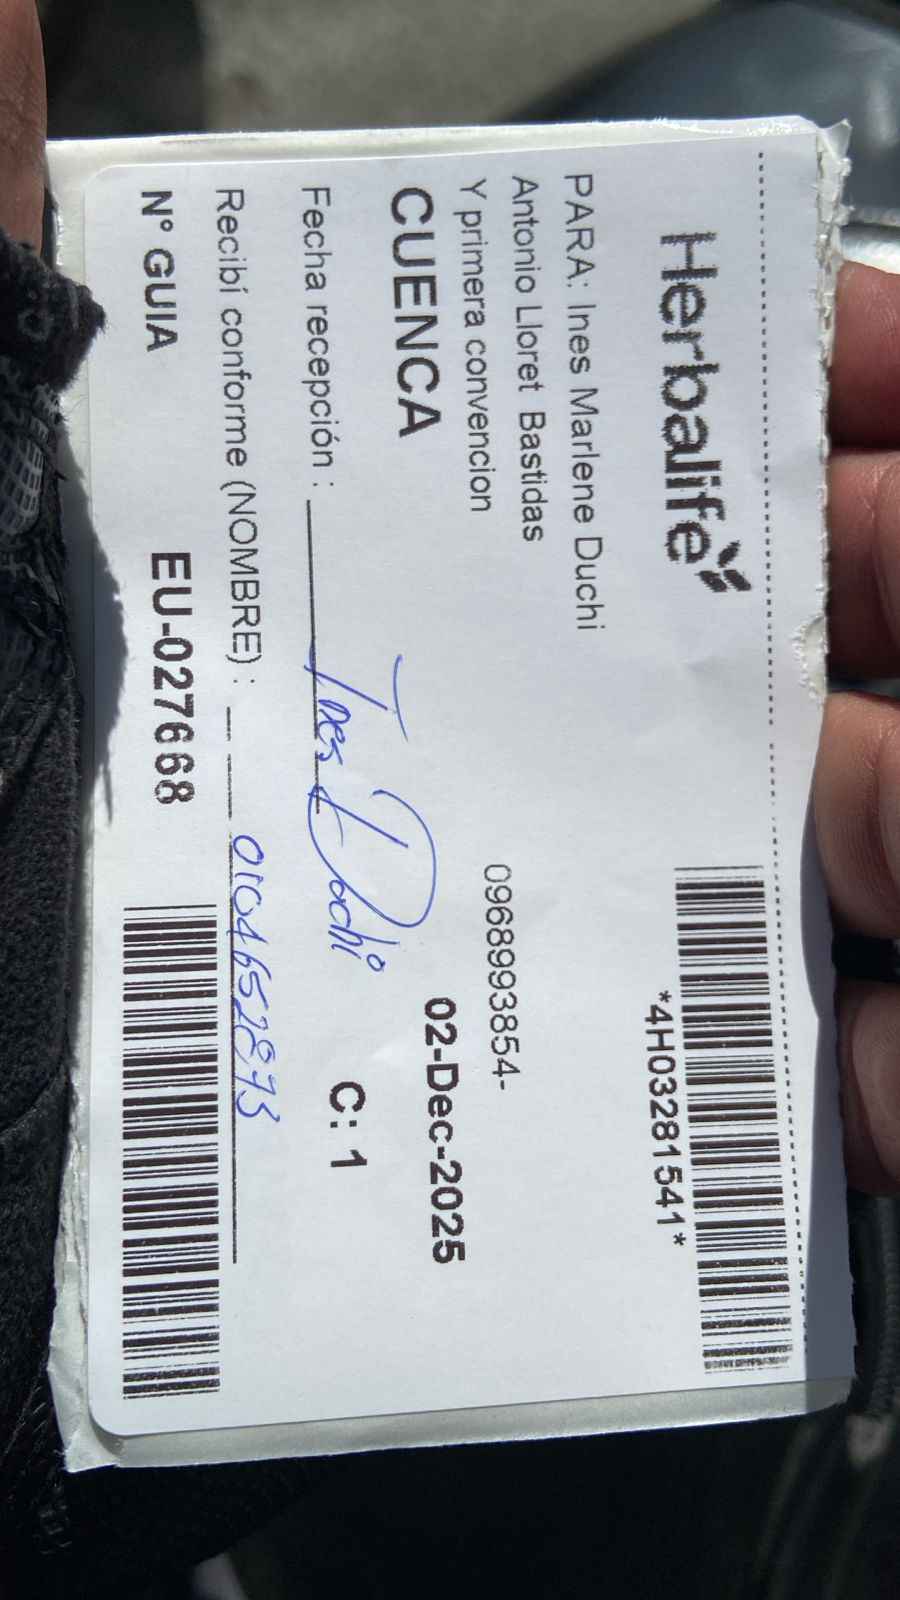 Herbalife
*4H03281541*
PARA: Ines Marlene Duchi
Antonio Lloret Bastidas
Y primera convencion
0968993854-
CUENCA
02-Dec-2025
Fecha recepción :
Ines Duchi
C: 1
Recibí conforme (NOMBRE) :
0104652873
N° GUIA
EU-027668